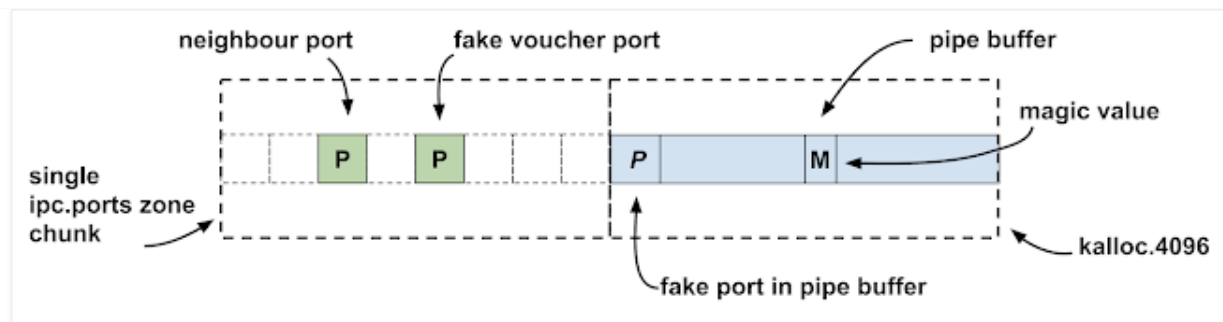 neighbour port
fake voucher port
pipe buffer
magic value
P
P
P
M
single
ipc.ports zone
chunk
kalloc.4096
fake port in pipe buffer